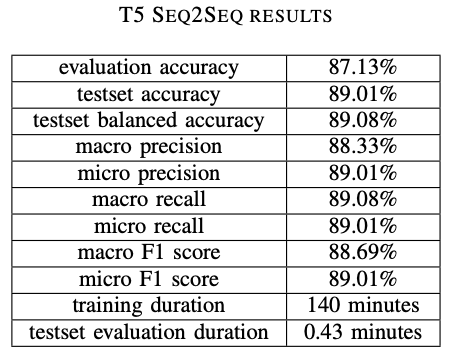 T5 SEQ2SEQ RESULTS
evaluation accuracy 87.13%
testset accuracy 89.01%
testset balanced accuracy 89.08%
macro precision 88.33%
micro precision 89.01%
macro recall 89.08%
micro recall 89.01%
macro F1 score 88.69%
micro F1 score 89.01%
training duration 140 minutes
testset evaluation duration 0.43 minutes